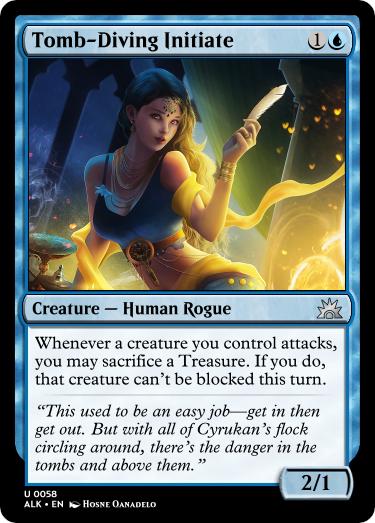 Tomb-Diving Initiate 1
Creature — Human Rogue
Whenever a creature you control attacks,
you may sacrifice a Treasure. If you do,
that creature can't be blocked this turn.
"This used to be an easy job—get in then
get out. But with all of Cyrukan's flock
circling around, there's the danger in the
tombs and above them."
2/1
U 0058
ALK • EN Hosne Qanadelo